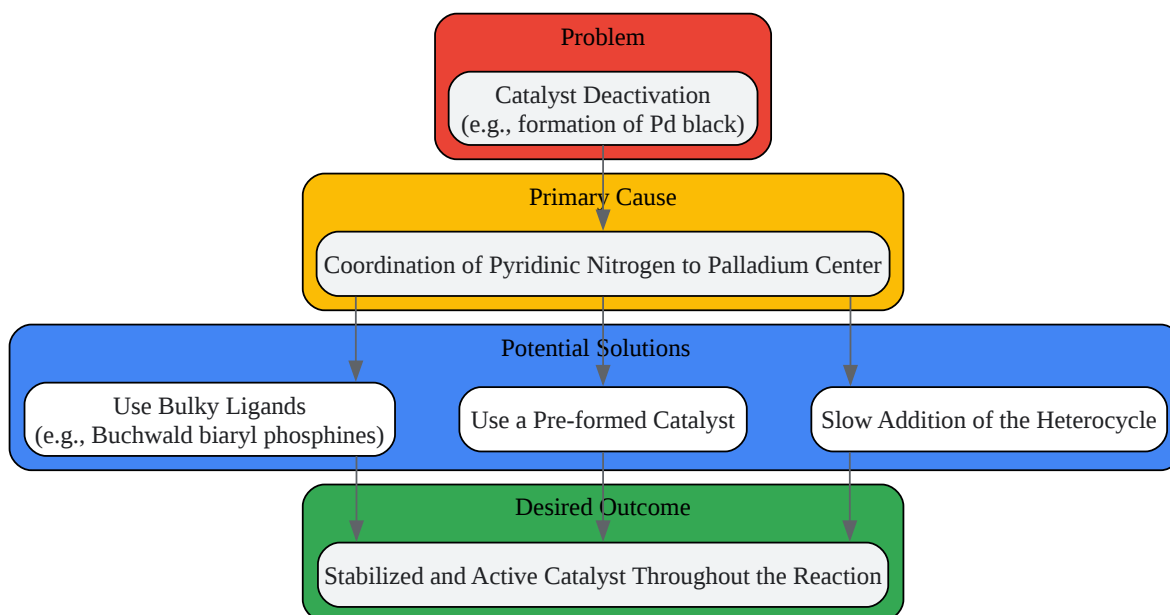 Problem
Catalyst Deactivation
(e.g., formation of Pd black)
Primary Cause
Coordination of Pyridinic Nitrogen to Palladium Center
Potential Solutions
Use Bulky Ligands
(e.g., Buchwald biaryl phosphines)
Use a Pre-formed Catalyst
Slow Addition of the Heterocycle
Desired Outcome
Stabilized and Active Catalyst Throughout the Reaction